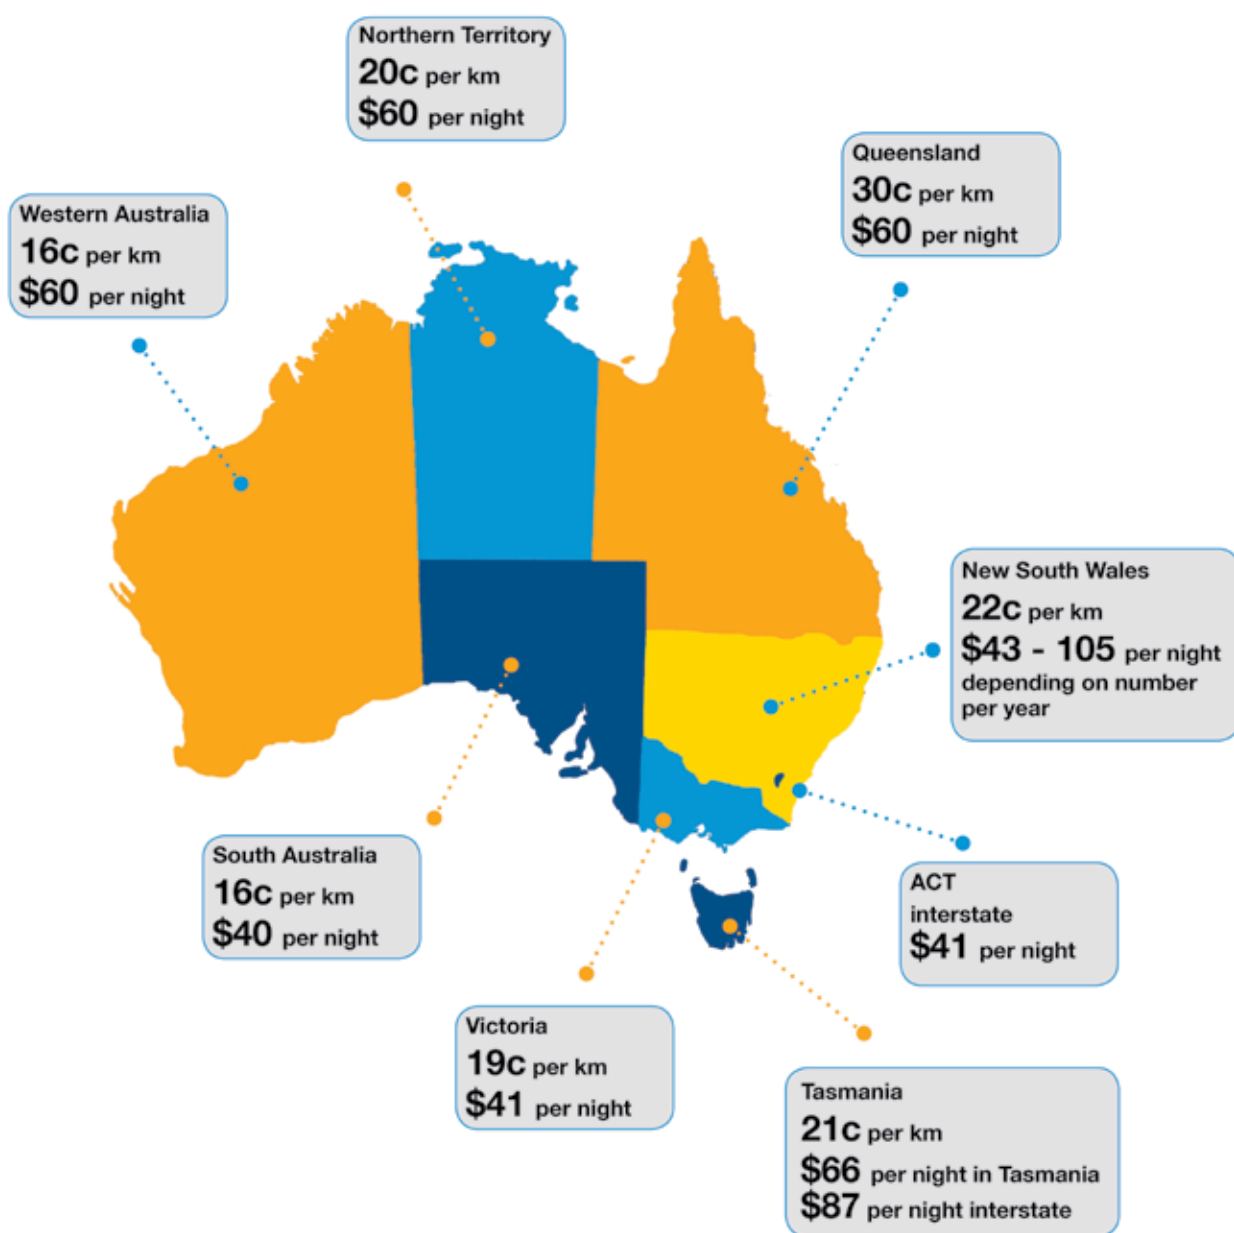 Northern Territory
20c per km
$60 per night
Queensland
30c per km
$60 per night
Western Australia
16c per km
$60 per night
New South Wales
22c per km
$43 - 105 per night
depending on number
per year
South Australia
16c per km
$40 per night
ACT
interstate
$41 per night
Victoria
19c per km
$41 per night
Tasmania
21c per km
$66 per night in Tasmania
$87 per night interstate